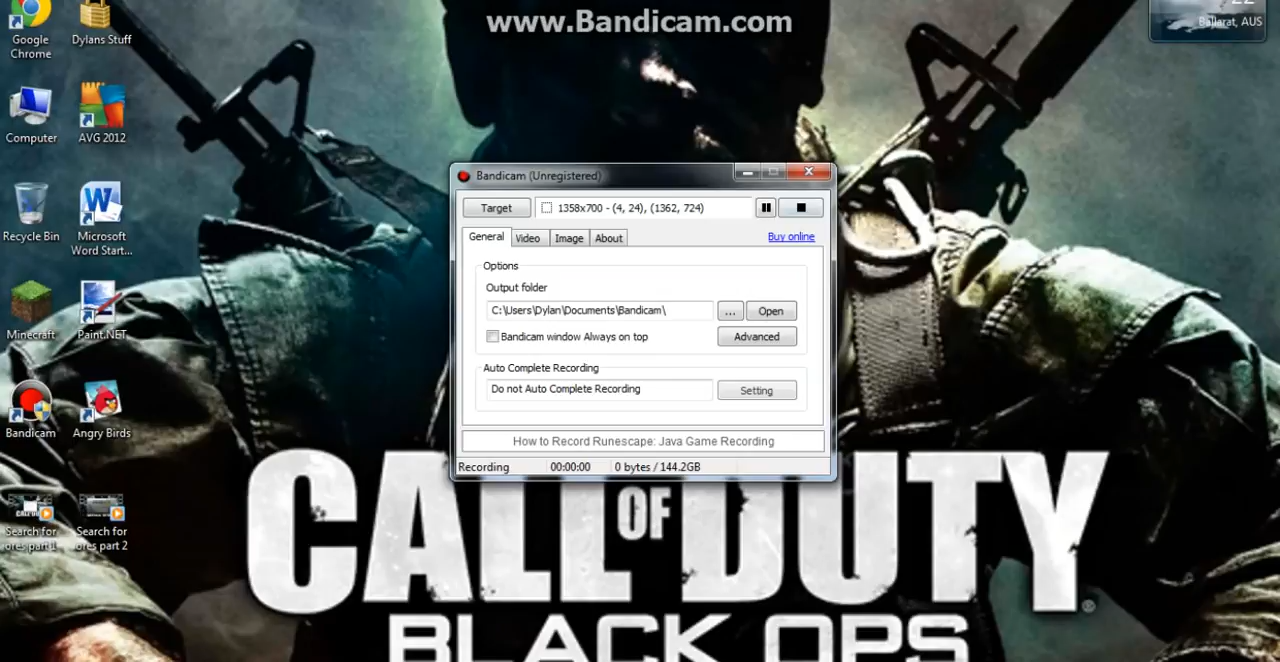 www.Bandicam.com
Ballarat, AUS
Google
Chrome
Dylans Stuff
Computer
AVG 2012
Recycle Bin
Microsoft
Word Start...
Minecraft
Paint.NET
Bandicam
Angry Birds
Search for
ores part 1
Search for
ores part 2
Bandicam (Unregistered)
Target
1358x700 - (4, 24), (1362, 724)
General
Video
Image
About
Buy online
Options
Output folder
C:\Users\Dylan\Documents\Bandicam\
...
Open
Bandicam window Always on top
Advanced
Auto Complete Recording
Do not Auto Complete Recording
Setting
How to Record Runescape: Java Game Recording
Recording 00:00:00 0 bytes / 144.2GB
CALL OF DUTY®
BLACK OPS